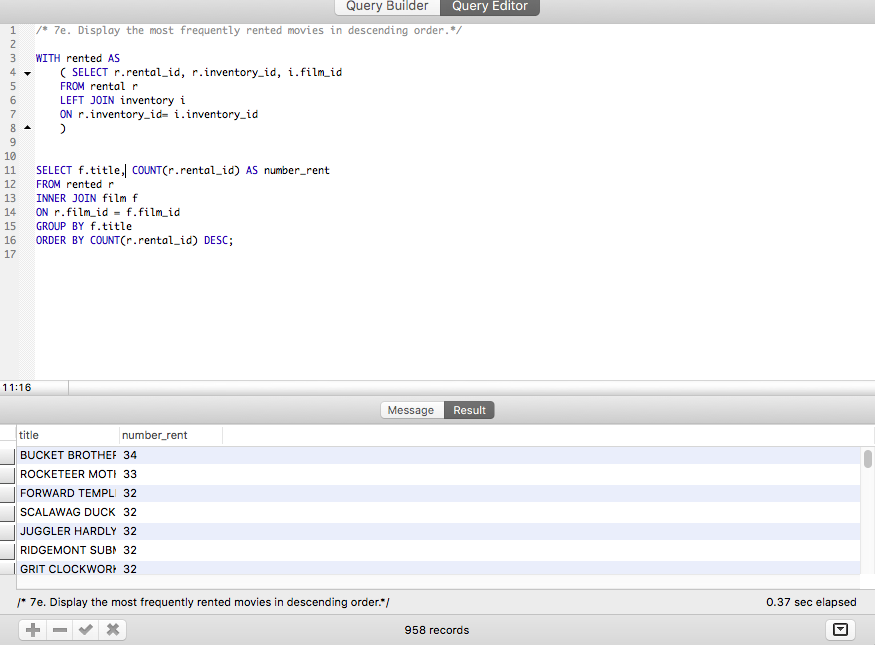 Query Builder Query Editor
1 /* 7e. Display the most frequently rented movies in descending order.*/
2
3 WITH rented AS
4 ( SELECT r.rental_id, r.inventory_id, i.film_id
5 FROM rental r
6 LEFT JOIN inventory i
7 ON r.inventory_id= i.inventory_id
8 )
9
10
11 SELECT f.title, COUNT(r.rental_id) AS number_rent
12 FROM rented r
13 INNER JOIN film f
14 ON r.film_id = f.film_id
15 GROUP BY f.title
16 ORDER BY COUNT(r.rental_id) DESC;
17
11:16
Message Result
title number_rent
BUCKET BROTHER 34
ROCKETEER MOTH 33
FORWARD TEMPL 32
SCALAWAG DUCK 32
JUGGLER HARDLY 32
RIDGEMONT SUBM 32
GRIT CLOCKWORK 32
/* 7e. Display the most frequently rented movies in descending order.*/ 0.37 sec elapsed
958 records